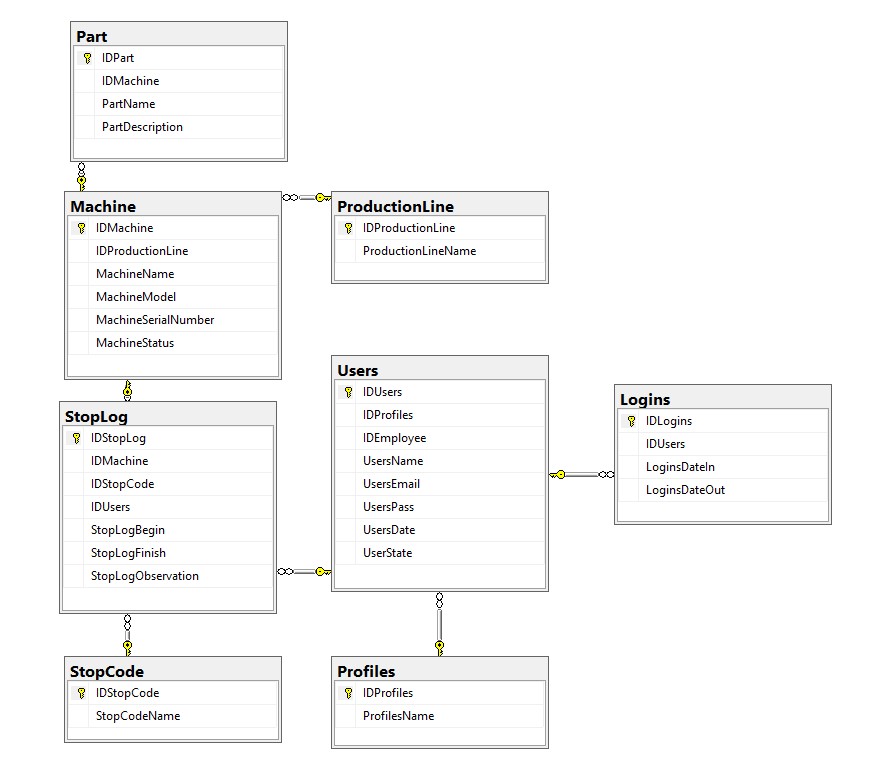 Part
IDPart
IDMachine
PartName
PartDescription
Machine
IDMachine
IDProductionLine
MachineName
MachineModel
MachineSerialNumber
MachineStatus
ProductionLine
IDProductionLine
ProductionLineName
Users
IDUsers
IDProfiles
IDEmployee
UsersName
UsersEmail
UsersPass
UsersDate
UserState
Logins
IDLogins
IDUsers
LoginsDateIn
LoginsDateOut
StopLog
IDStopLog
IDMachine
IDStopCode
IDUsers
StopLogBegin
StopLogFinish
StopLogObservation
StopCode
IDStopCode
StopCodeName
Profiles
IDProfiles
ProfilesName